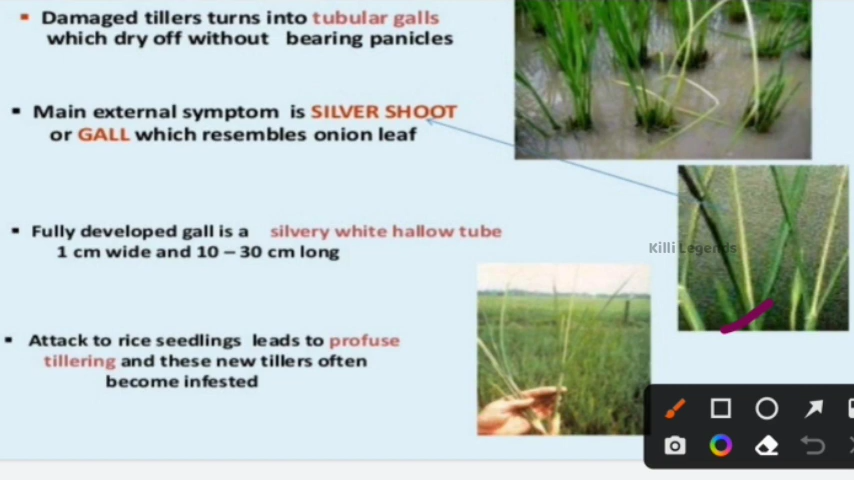 Damaged tillers turns into tubular galls
which dry off without bearing panicles
Main external symptom is SILVER SHOOT
or GALL which resembles onion leaf
Fully developed gall is a silvery white hallow tube
1 cm wide and 10 – 30 cm long
Killi Legends
Attack to rice seedlings leads to profuse
tillering and these new tillers often
become infested